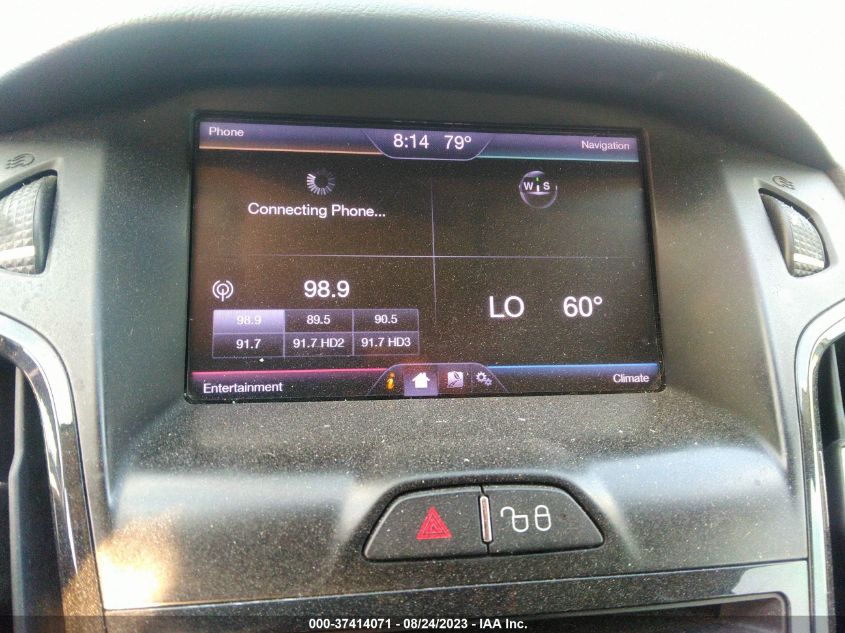 Phone
8:14 79°
Navigation
Connecting Phone...
W S
98.9
98.9 89.5 90.5
91.7 91.7 HD2 91.7 HD3
LO 60°
Entertainment
i
Climate
000-37414071 - 08/24/2023 - IAA Inc.